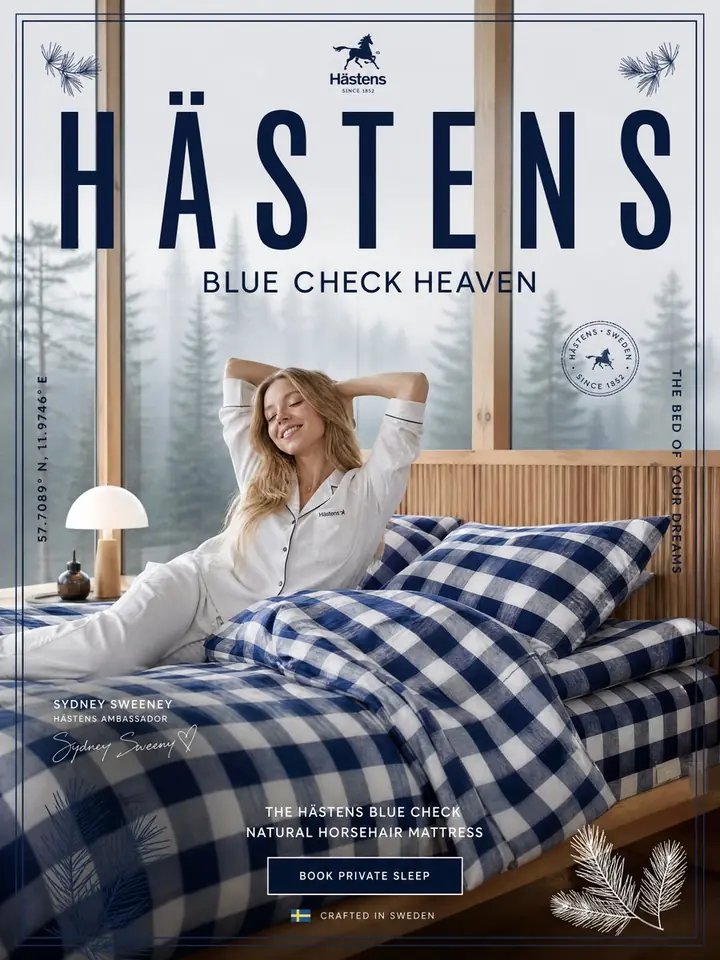 Hästens
SINCE 1852
HÄSTENS
BLUE CHECK HEAVEN
HÄSTENS • SWEDEN
• SINCE 1852 •
57.7089° N, 11.9746° E
THE BED OF YOUR DREAMS
Hästens
SYDNEY SWEENEY
HÄSTENS AMBASSADOR
Sydney Sweeny
THE HÄSTENS BLUE CHECK
NATURAL HORSEHAIR MATTRESS
BOOK PRIVATE SLEEP
CRAFTED IN SWEDEN